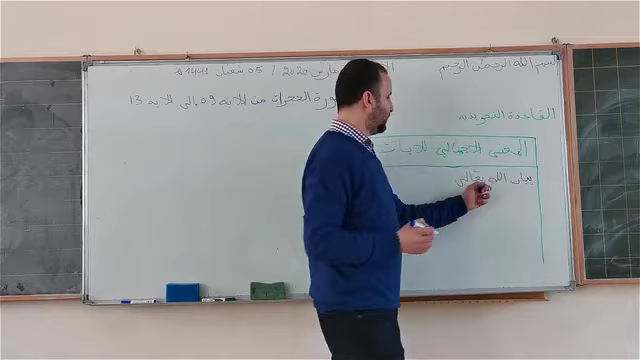 بسم الله الرحمن الرحيم
مارس 2020 / 05 شعبان 1441 ه
سورة الحجرات من الآية 09 إلى الآية 13
القاعدة التجويدية
المعنى الإجمالي للآيات
بيان الله تعالى